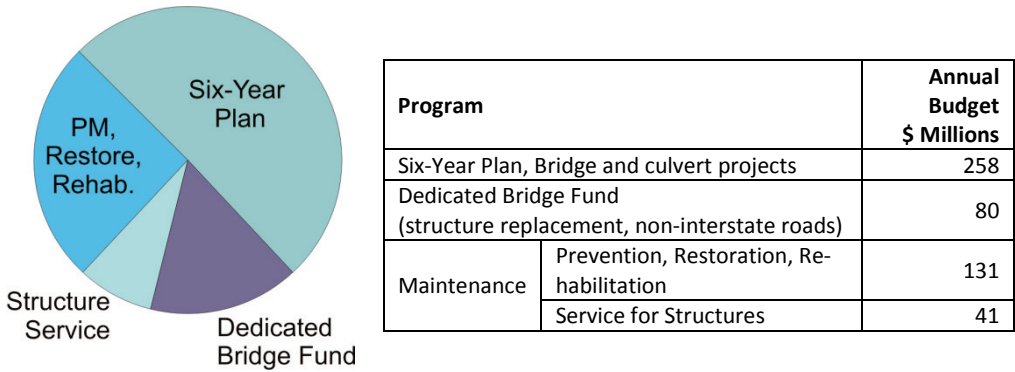 Six-Year
Plan
PM,
Restore,
Rehab.
Structure
Service
Dedicated
Bridge Fund
Program
Annual
Budget
$ Millions
Six-Year Plan, Bridge and culvert projects
258
Dedicated Bridge Fund
(structure replacement, non-interstate roads)
80
Maintenance
Prevention, Restoration, Re-
habilitation
131
Service for Structures
41